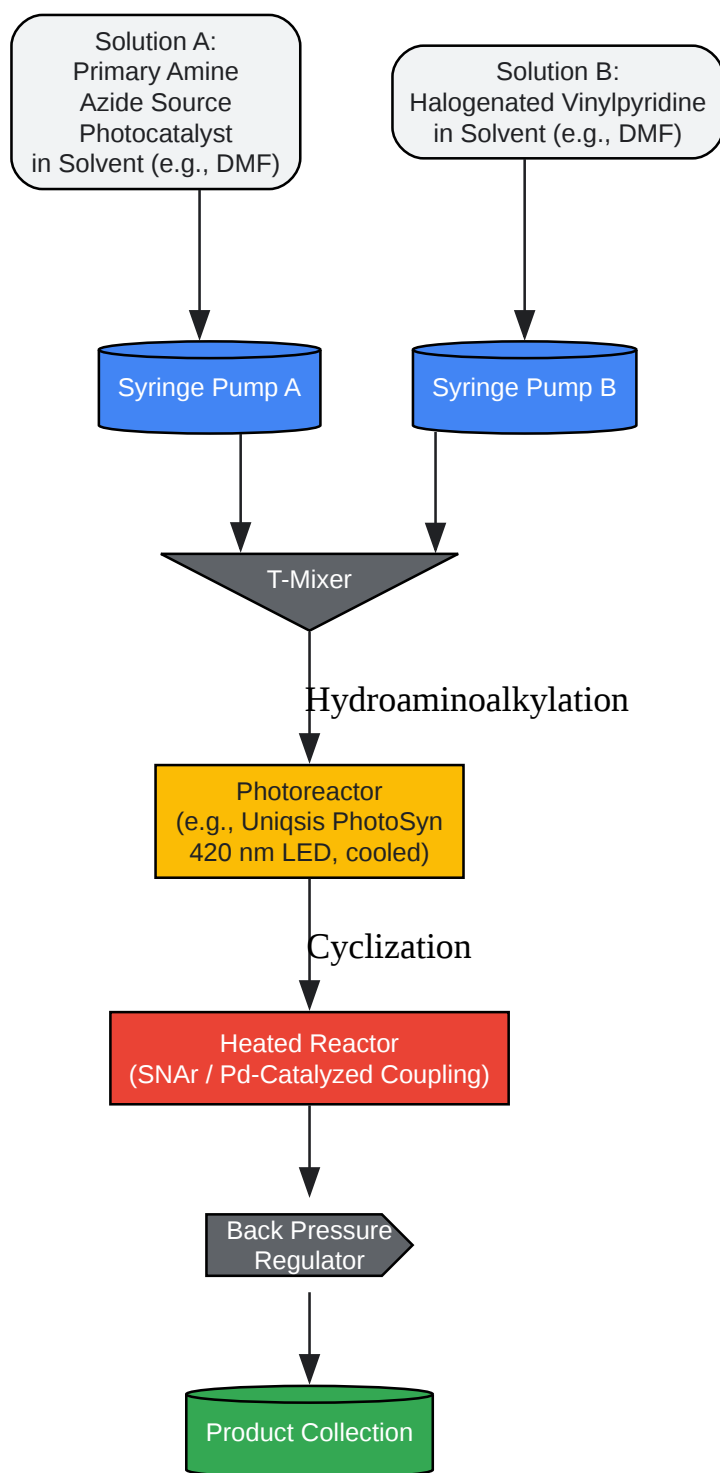 Solution A:
Primary Amine
Azide Source
Photocatalyst
in Solvent (e.g., DMF)
Solution B:
Halogenated Vinylpyridine
in Solvent (e.g., DMF)
Syringe Pump A
Syringe Pump B
T-Mixer
Hydroaminoalkylation
Photoreactor
(e.g., Uniqsis PhotoSyn
420 nm LED, cooled)
Cyclization
Heated Reactor
(SNAr / Pd-Catalyzed Coupling)
Back Pressure
Regulator
Product Collection